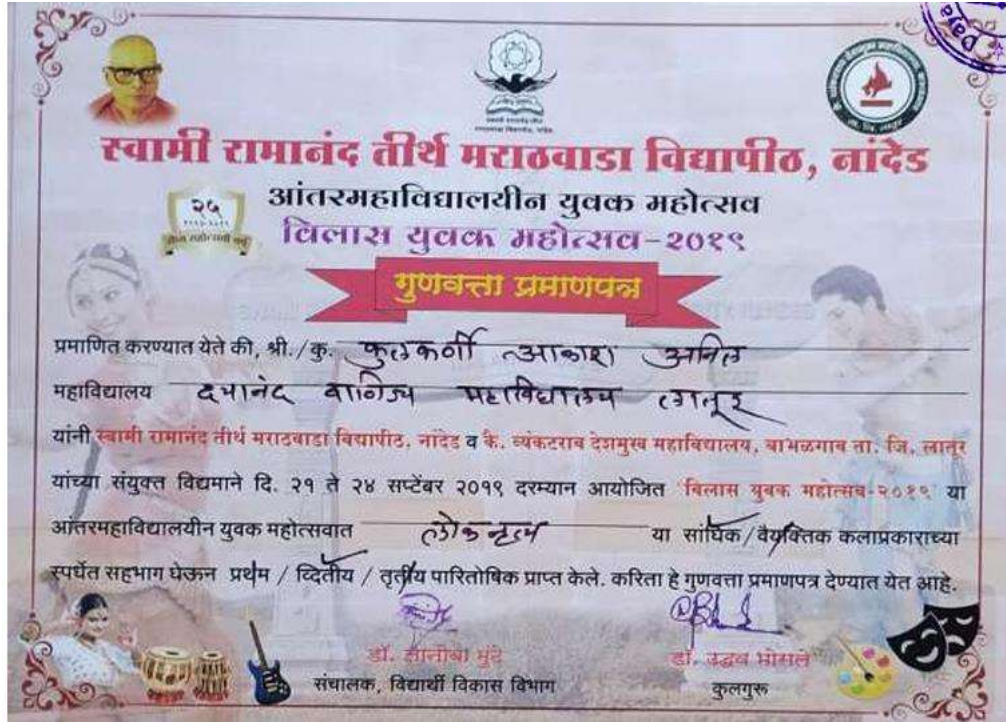 Daya
स्वामी रामानंद तीर्थ मराठवाडा विद्यापीठ, नांदेड
आंतरमहाविद्यालयीन युवक महोत्सव
२५
विलास युवक महोत्सव-२०१९
गुणवत्ता प्रमाणपत्र
प्रमाणित करण्यात येते की, श्री./कु. कुलकर्णी आकाश अनिल
महाविद्यालय दयानंद वाणिज्य महाविद्यालय लातूर
यांनी स्वामी रामानंद तीर्थ मराठवाडा विद्यापीठ, नांदेड व कै. व्यंकटराव देशमुख महाविद्यालय, बाभळगाव ता. जि. लातूर
यांच्या संयुक्त विद्यमाने दि. २१ ते २४ सप्टेंबर २०१९ दरम्यान आयोजित 'विलास युवक महोत्सव-२०१९' या
आंतरमहाविद्यालयीन युवक महोत्सवात लोकनृत्य या सांघिक/वैयक्तिक कलाप्रकाराच्या
स्पर्धेत सहभाग घेऊन प्रथम / व्दितीय / तृतीय पारितोषिक प्राप्त केले. करिता हे गुणवत्ता प्रमाणपत्र देण्यात येत आहे.
डॉ. ज्ञानोबा मुंढे डॉ. उद्धव भोसले
संचालक, विद्यार्थी विकास विभाग कुलगुरू